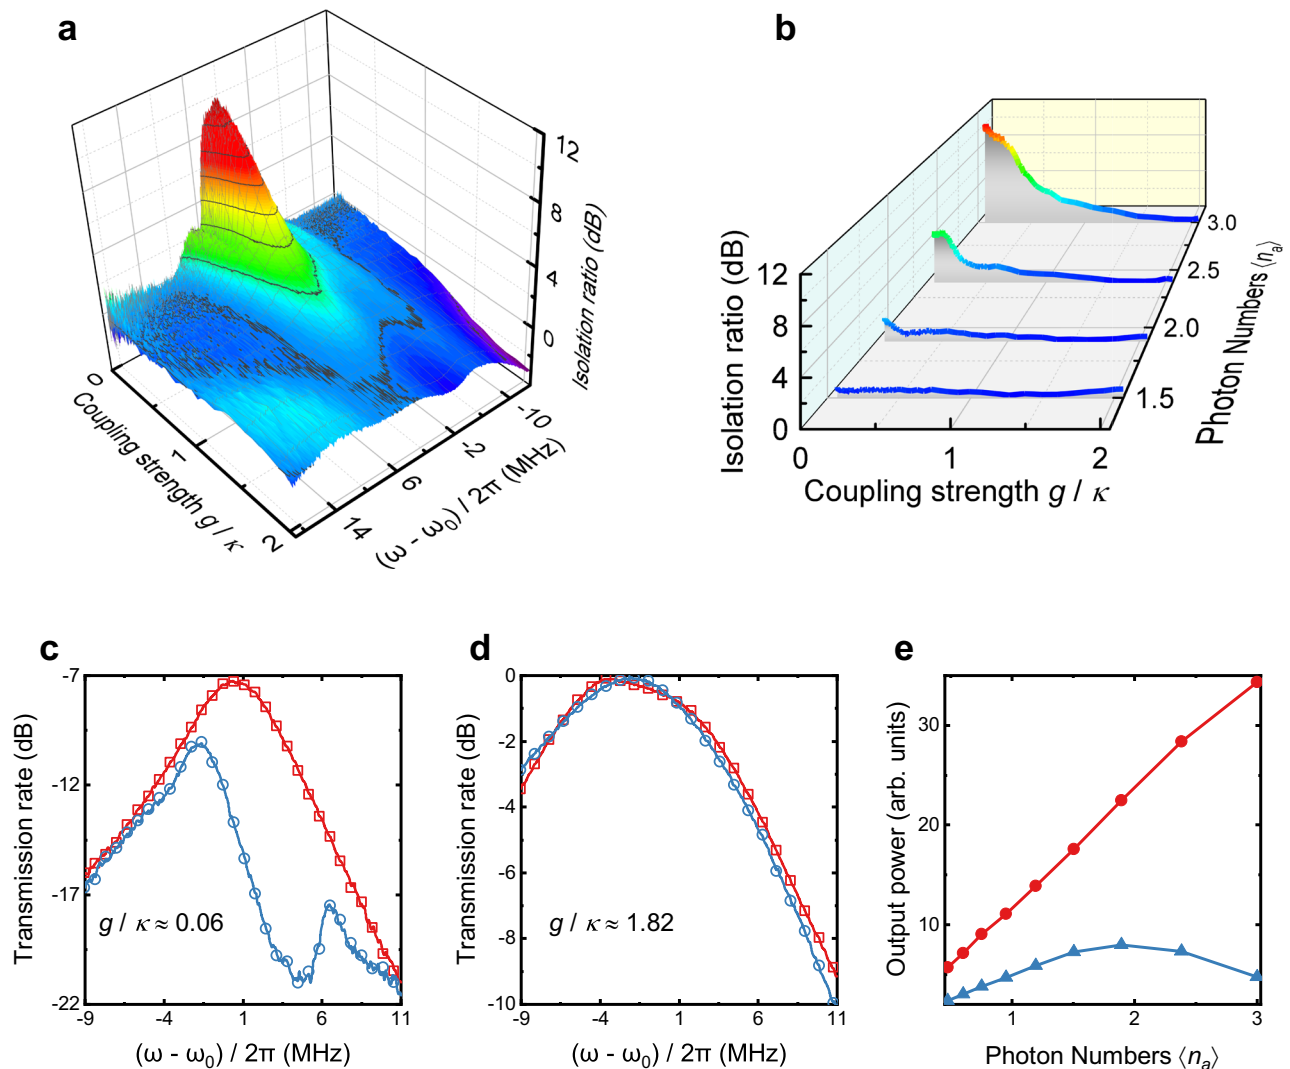 a
12
8
4
0
Isolation ratio (dB)
0
1
2
Coupling strength g / κ
14
6
-2
-10
(ω - ω0) / 2π (MHz)
b
12
8
4
0
Isolation ratio (dB)
0
1
2
Coupling strength g / κ
3.0
2.5
2.0
1.5
Photon Numbers ⟨na⟩
c
-7
-12
-17
-22
Transmission rate (dB)
g / κ ≈ 0.06
-9
-4
1
6
11
(ω - ω0) / 2π (MHz)
d
0
-2
-4
-6
-8
-10
Transmission rate (dB)
g / κ ≈ 1.82
-9
-4
1
6
11
(ω - ω0) / 2π (MHz)
e
30
20
10
Output power (arb. units)
1
2
3
Photon Numbers ⟨na⟩